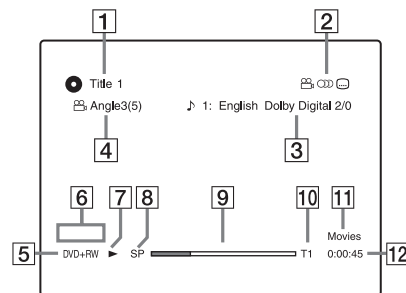 1
2
Title 1
Angle3(5)
♪ 1: English Dolby Digital 2/0
4
3
6
7
8
9
10
11
Movies
5
DVD+RW ► SP
T1
0:00:45
12